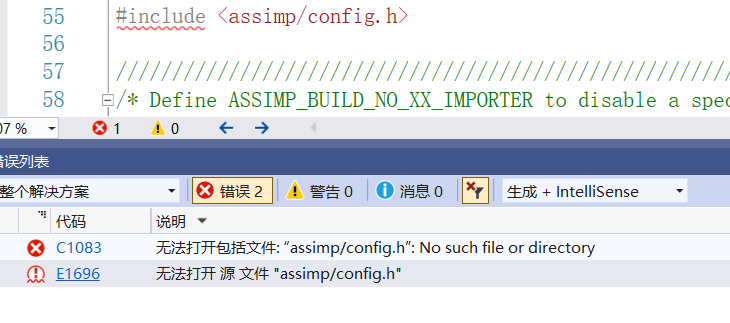 55 #include <assimp/config.h>
56
57 ////////////////////////////////////////////////////////
58 /* Define ASSIMP_BUILD_NO_XX_IMPORTER to disable a spec
07 % 1 0
错误列表
整个解决方案 错误 2 警告 0 消息 0 生成 + IntelliSense
代码 说明
C1083 无法打开包括文件: “assimp/config.h”: No such file or directory
E1696 无法打开 源 文件 "assimp/config.h"